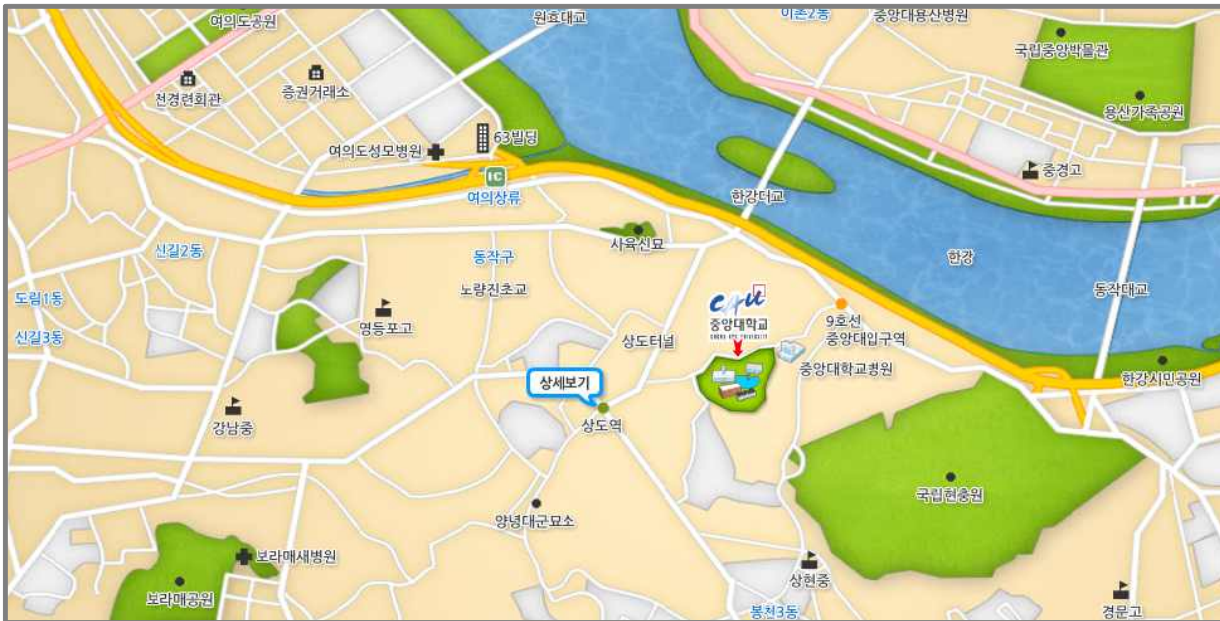 여의도공원
원효대교
이촌2동
중앙대용산병원
국립중앙박물관
전경련회관
증권거래소
용산가족공원
63빌딩
여의도성모병원
IC
여의상류
중경고
한강대교
사육신묘
신길2동
동작구
한강
도림1동
노량진초교
동작대교
CAU
중앙대학교
9호선
중앙대입구역
신길3동
영등포고
상도터널
중앙대학교병원
한강시민공원
상세보기
강남중
상도역
국립현충원
양녕대군묘소
보라매새병원
상현중
보라매공원
봉천3동
경문고